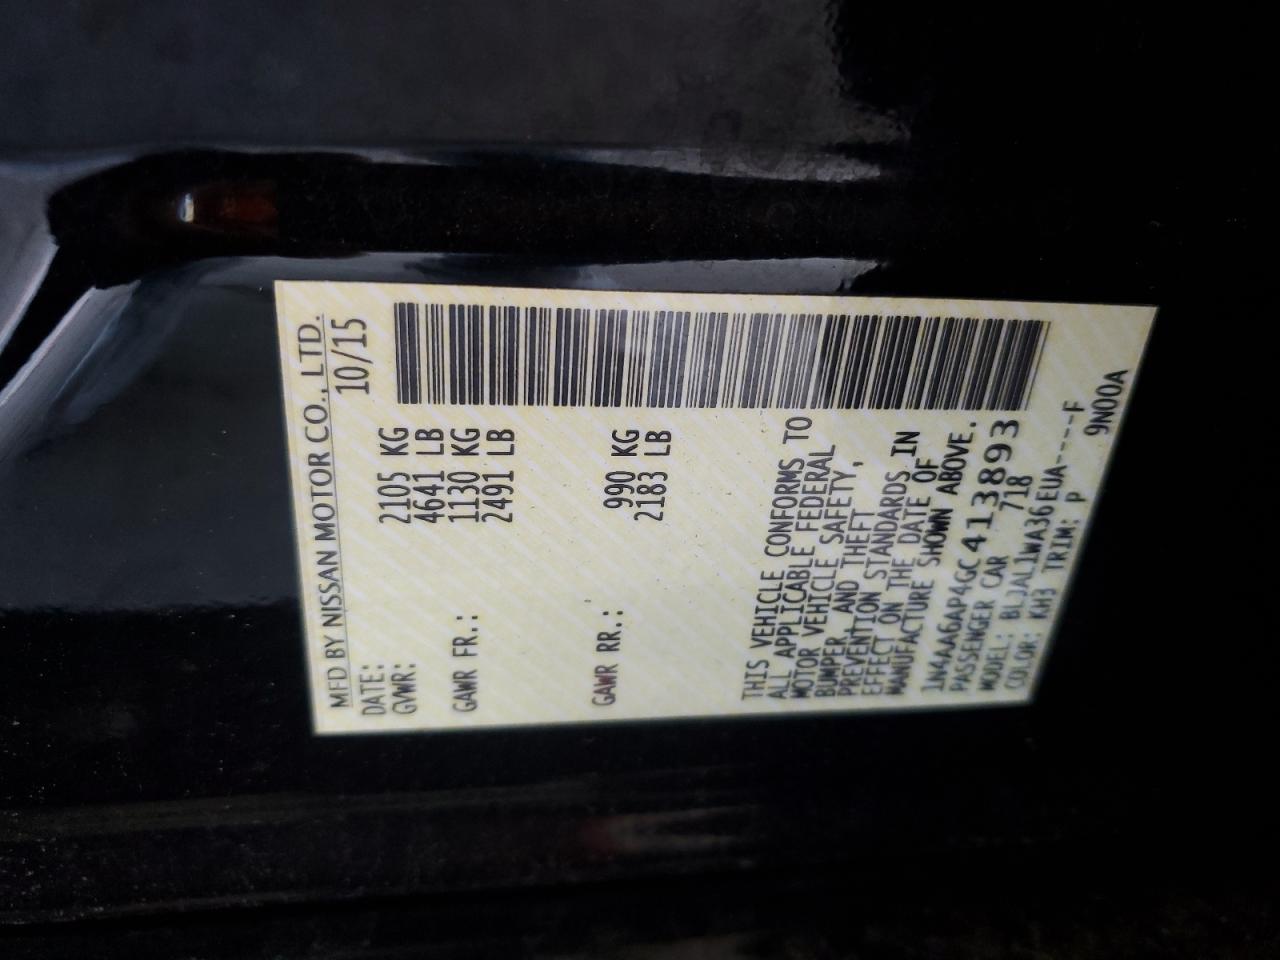 MFD BY NISSAN MOTOR CO., LTD.
DATE: 10/15
GVWR: 2105 KG
4641 LB
GAWR FR.: 1130 KG
2491 LB
GAWR RR.: 990 KG
2183 LB
THIS VEHICLE CONFORMS TO
ALL APPLICABLE FEDERAL
MOTOR VEHICLE SAFETY,
BUMPER, AND THEFT
PREVENTION STANDARDS IN
EFFECT ON THE DATE OF
MANUFACTURE SHOWN ABOVE.
1N4AA6AP4GC413893
PASSENGER CAR 718
MODEL: BLJALLWA36EUA----F
COLOR: KH3 TRIM: P 9N00A